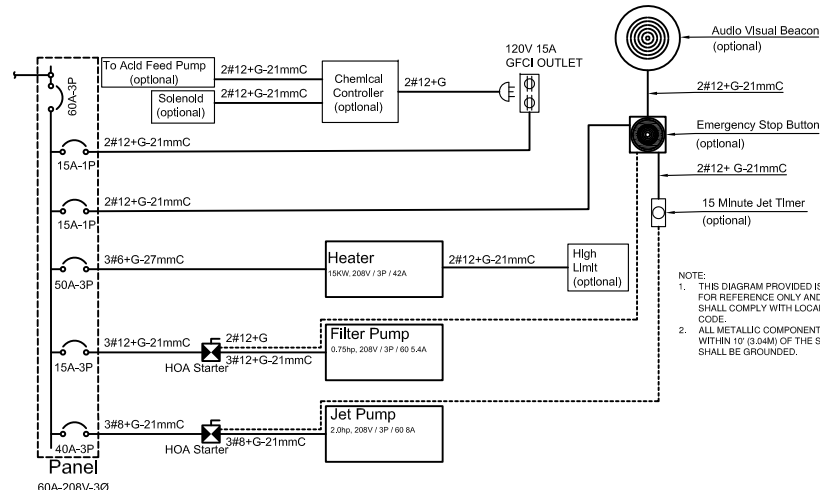 60A-3P
To Acid Feed Pump
(optional)
2#12+G-21mmC
Solenoid
(optional)
2#12+G-21mmC
Chemical
Controller
(optional)
2#12+G
120V 15A
GFCI OUTLET
Audio Visual Beacon
(optional)
2#12+G-21mmC
Emergency Stop Button
(optional)
2#12+ G-21mmC
15 Minute Jet Timer
(optional)
2#12+G-21mmC
15A-1P
2#12+G-21mmC
15A-1P
3#6+G-27mmC
50A-3P
Heater
15KW, 208V / 3P / 42A
2#12+G-21mmC
High
Limit
(optional)
NOTE:
1. THIS DIAGRAM PROVIDED IS
FOR REFERENCE ONLY AND
SHALL COMPLY WITH LOCAL
CODE.
2. ALL METALLIC COMPONENT
WITHIN 10' (3.04M) OF THE S
SHALL BE GROUNDED.
3#12+G-21mmC
15A-3P
2#12+G
HOA Starter
3#12+G-21mmC
Filter Pump
0.75hp, 208V / 3P / 60 5.4A
3#8+G-21mmC
40A-3P
HOA Starter
3#8+G-21mmC
Jet Pump
2.0hp, 208V / 3P / 60 8A
Panel
60A-208V-3Ø